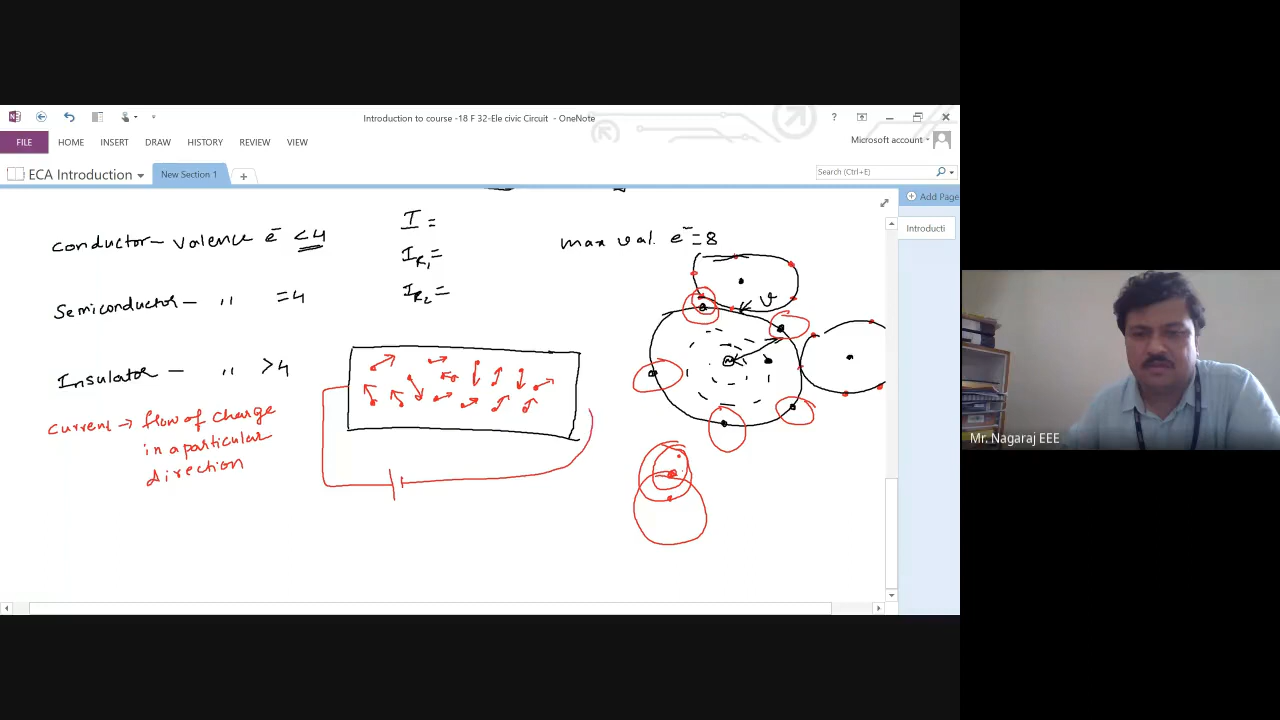 Introduction to course -18 F 32-Ele civic Circuit - OneNote
?
FILE HOME INSERT DRAW HISTORY REVIEW VIEW
Microsoft account
ECA Introduction New Section 1 +
Search (Ctrl+E)
Add Page
Introducti
conductor - valence e⁻ <4
I =
I_R₁ =
max val. e⁻ = 8
Semiconductor - '' =4
I_R₂ =
v
Insulator - '' >4
current → flow of charge
in a particular
direction
Mr. Nagaraj EEE